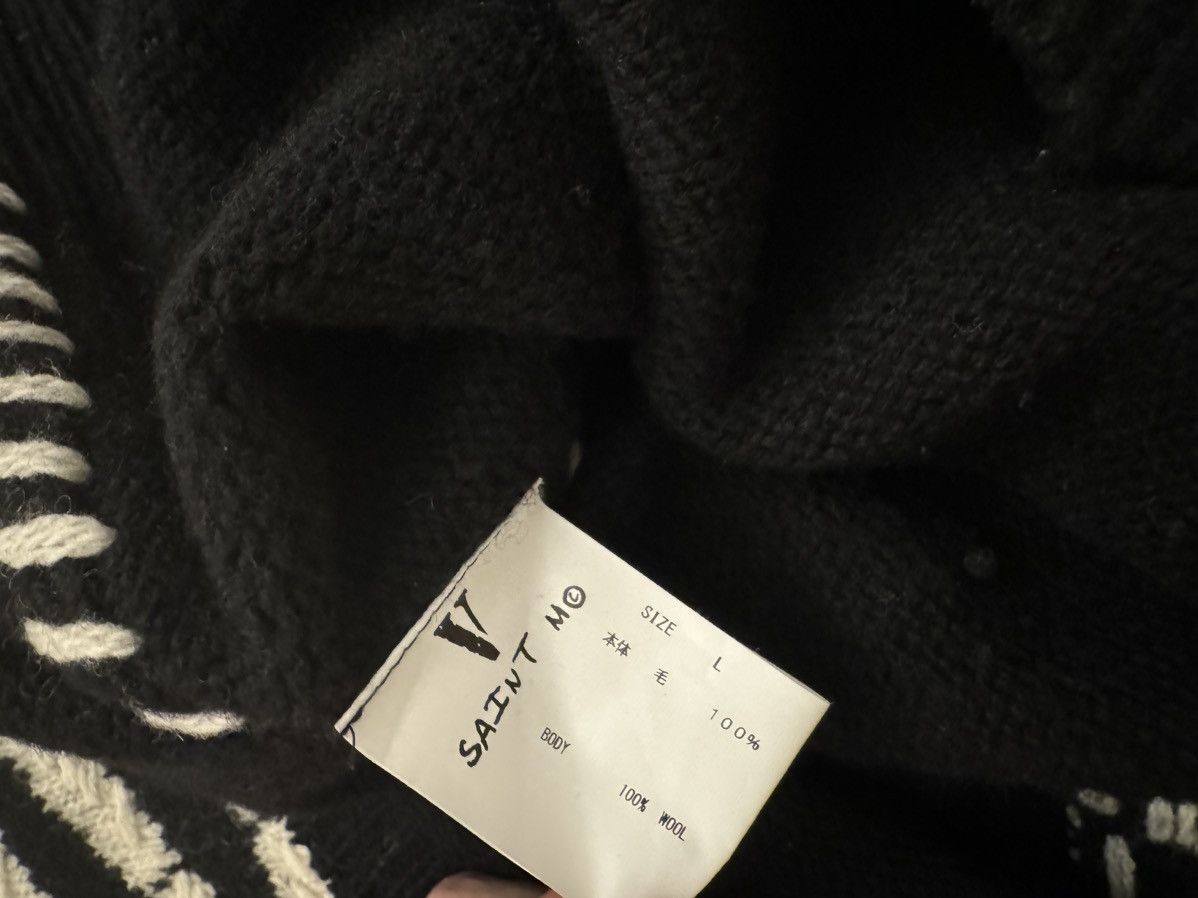 V
SAINT M©
SIZE L
本体 毛 100%
BODY
100% WOOL